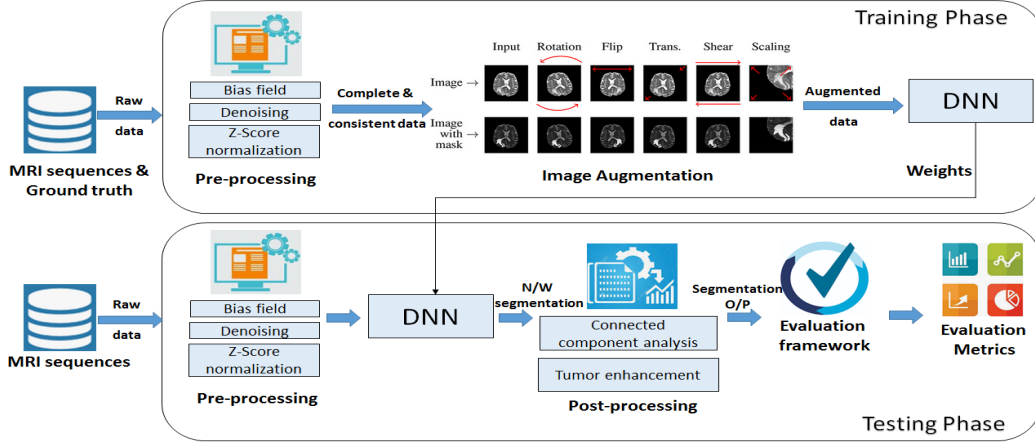 Training Phase
Input Rotation Flip Trans. Shear Scaling
Image
Image
with
mask
Raw
data
MRI sequences &
Ground truth
Bias field
Denoising
Z-Score
normalization
Pre-processing
Complete &
consistent data
Image Augmentation
Augmented
data
DNN
Weights
Raw
data
MRI sequences
Bias field
Denoising
Z-Score
normalization
Pre-processing
DNN
N/W
segmentation
Connected
component analysis
Tumor enhancement
Post-processing
Segmentation
O/P
Evaluation
framework
Evaluation
Metrics
Testing Phase